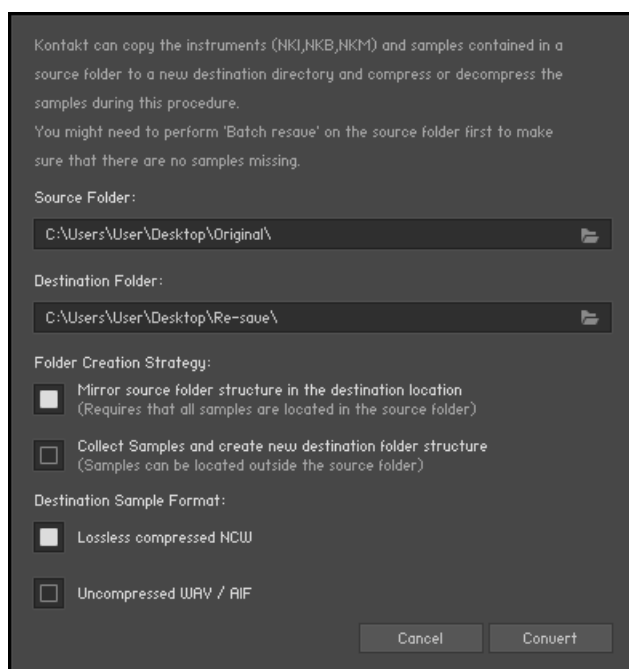 Kontakt can copy the instruments (NKI,NKB,NKM) and samples contained in a
source folder to a new destination directory and compress or decompress the
samples during this procedure.
You might need to perform 'Batch resave' on the source folder first to make
sure that there are no samples missing.
Source Folder:
C:\Users\User\Desktop\Original\
Destination Folder:
C:\Users\User\Desktop\Re-save\
Folder Creation Strategy:
Mirror source folder structure in the destination location
(Requires that all samples are located in the source folder)
Collect Samples and create new destination folder structure
(Samples can be located outside the source folder)
Destination Sample Format:
Lossless compressed NCW
Uncompressed WAV / AIF
Cancel
Convert